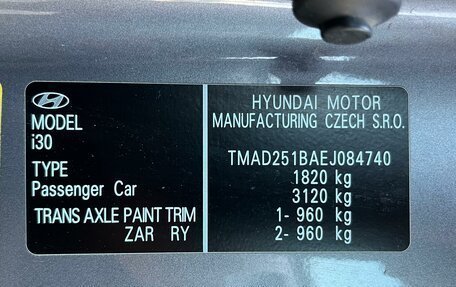 HYUNDAI MOTOR
MANUFACTURING CZECH S.R.O.
MODEL
i30
TYPE
Passenger Car
TRANS AXLE PAINT TRIM
ZAR RY
TMAD251BAEJ084740
1820 kg
3120 kg
1- 960 kg
2- 960 kg